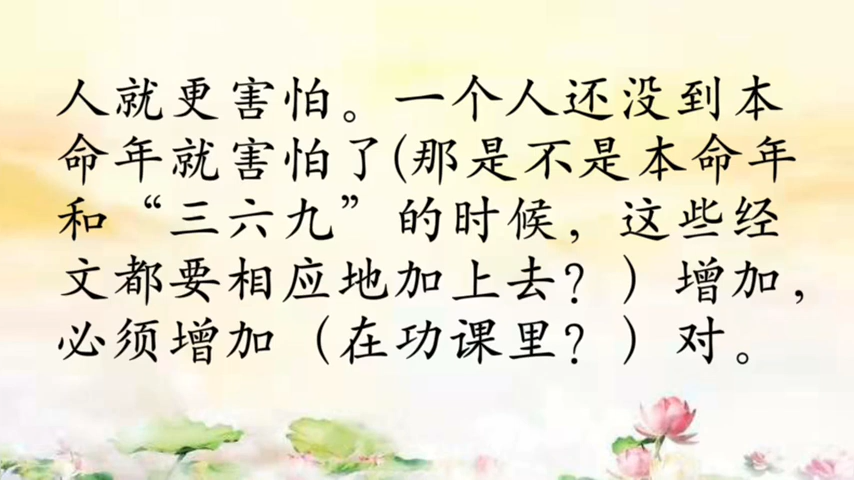 人就更害怕。一个人还没到本
命年就害怕了(那是不是本命年
和“三六九”的时候，这些经
文都要相应地加上去？）增加，
必须增加（在功课里？）对。